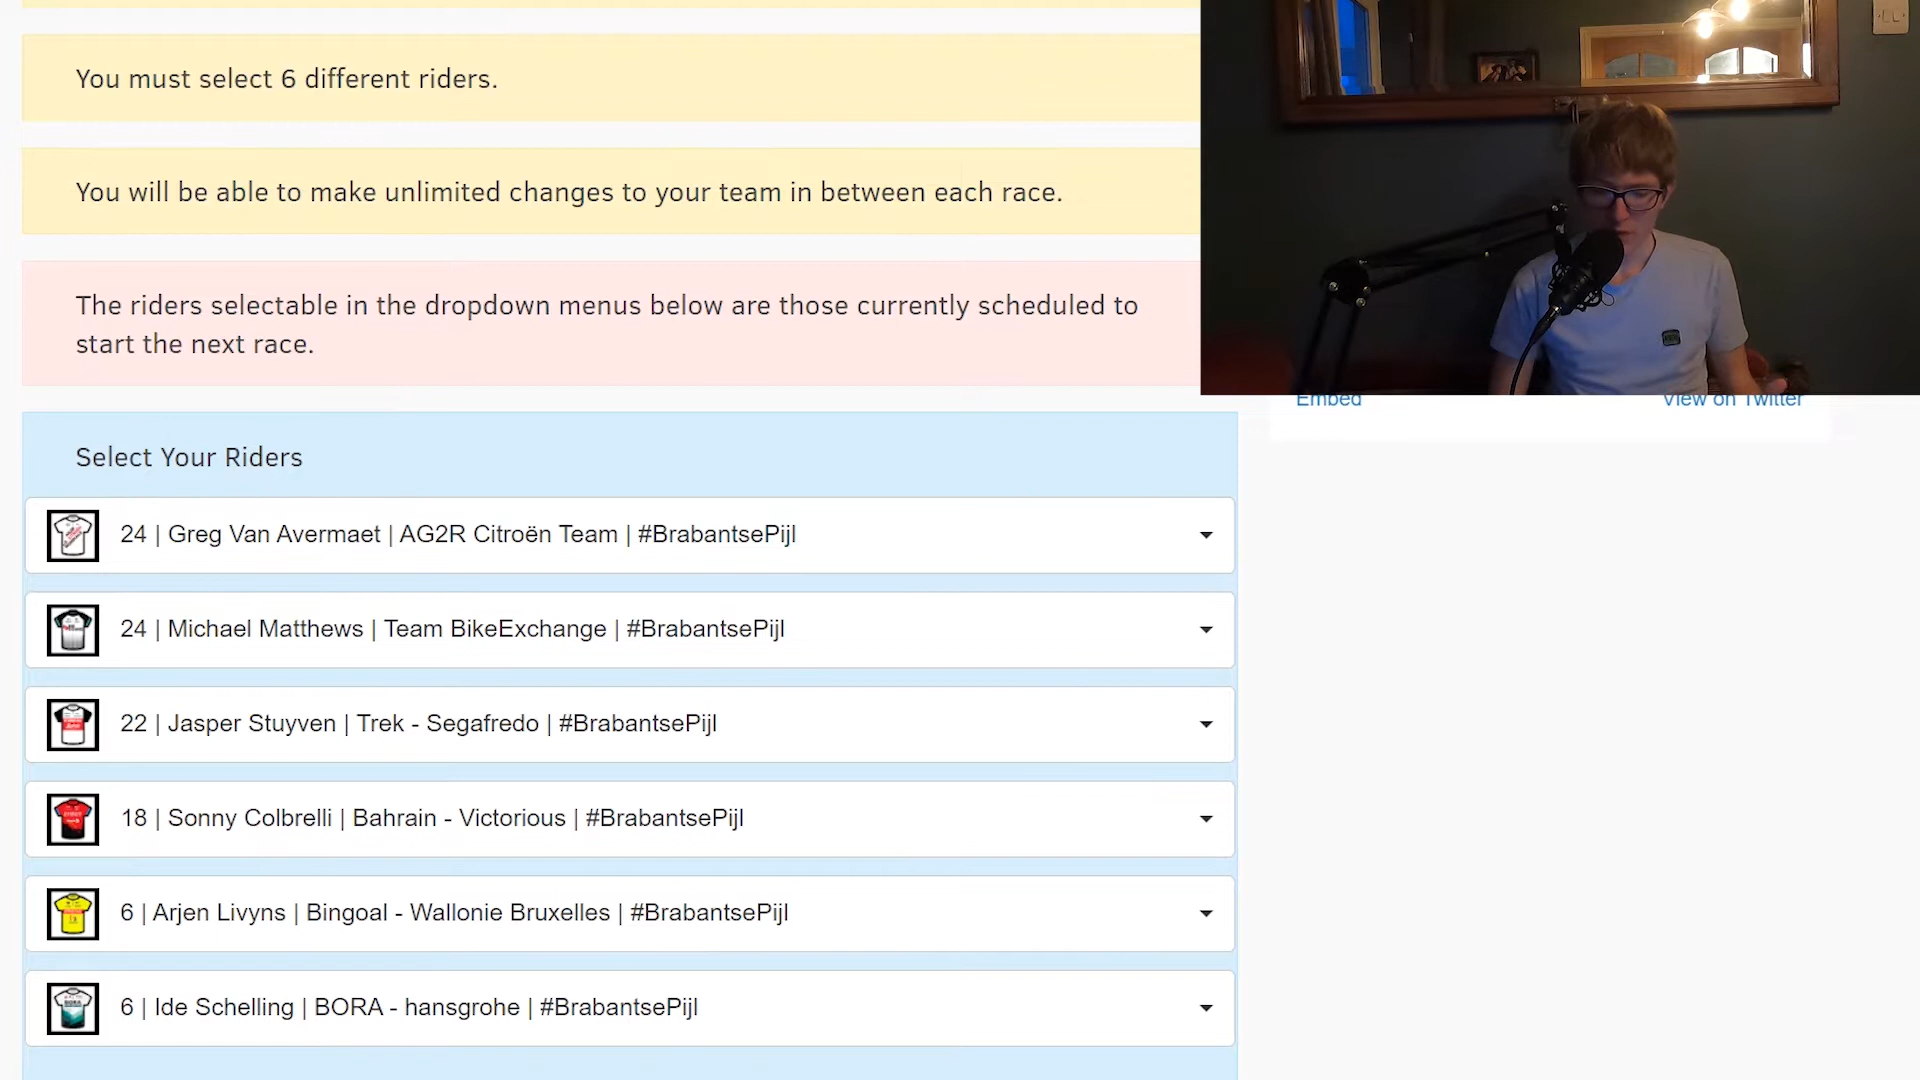 You must select 6 different riders.
You will be able to make unlimited changes to your team in between each race.
The riders selectable in the dropdown menus below are those currently scheduled to
start the next race.
Embed
View on Twitter
Select Your Riders
24 | Greg Van Avermaet | AG2R Citroën Team | #BrabantsePijl
24 | Michael Matthews | Team BikeExchange | #BrabantsePijl
22 | Jasper Stuyven | Trek - Segafredo | #BrabantsePijl
18 | Sonny Colbrelli | Bahrain - Victorious | #BrabantsePijl
6 | Arjen Livyns | Bingoal - Wallonie Bruxelles | #BrabantsePijl
6 | Ide Schelling | BORA - hansgrohe | #BrabantsePijl